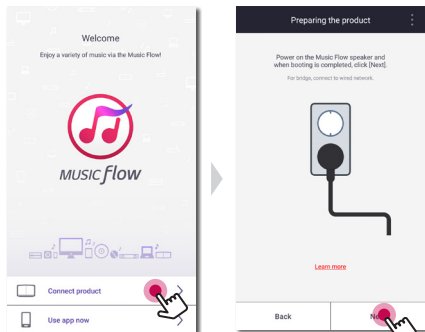 Welcome
Enjoy a variety of music via the Music Flow!
MUSIC flow
Connect product
Use app now
Preparing the product
Power on the Music Flow speaker and
when booting is completed, click [Next].
For bridge, connect to wired network.
Learn more
Back